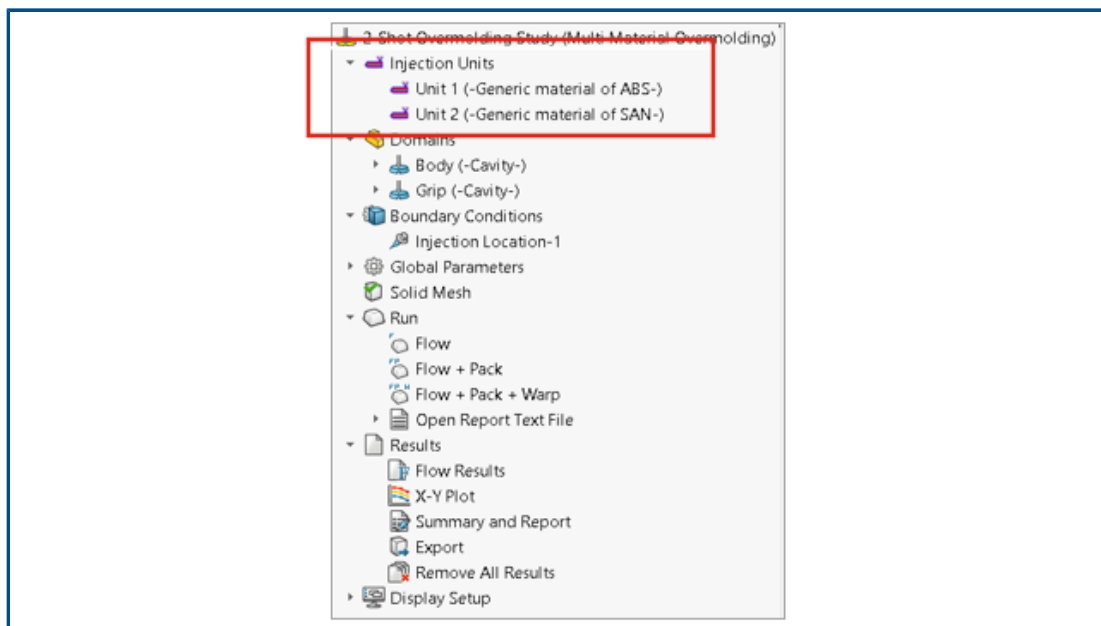 2-Shot Overmolding Study (Multi Material Overmolding)
Injection Units
Unit 1 (-Generic material of ABS-)
Unit 2 (-Generic material of SAN-)
Domains
Body (-Cavity-)
Grip (-Cavity-)
Boundary Conditions
Injection Location-1
Global Parameters
Solid Mesh
Run
Flow
Flow + Pack
Flow + Pack + Warp
Open Report Text File
Results
Flow Results
X-Y Plot
Summary and Report
Export
Remove All Results
Display Setup